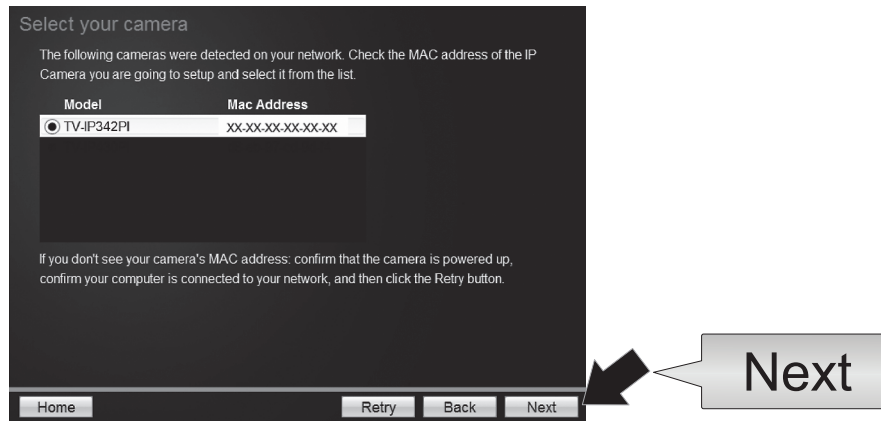 Select your camera
The following cameras were detected on your network. Check the MAC address of the IP
Camera you are going to setup and select it from the list.
Model Mac Address
TV-IP342PI XX-XX-XX-XX-XX-XX
If you don't see your camera's MAC address: confirm that the camera is powered up,
confirm your computer is connected to your network, and then click the Retry button.
Home Retry Back Next
Next